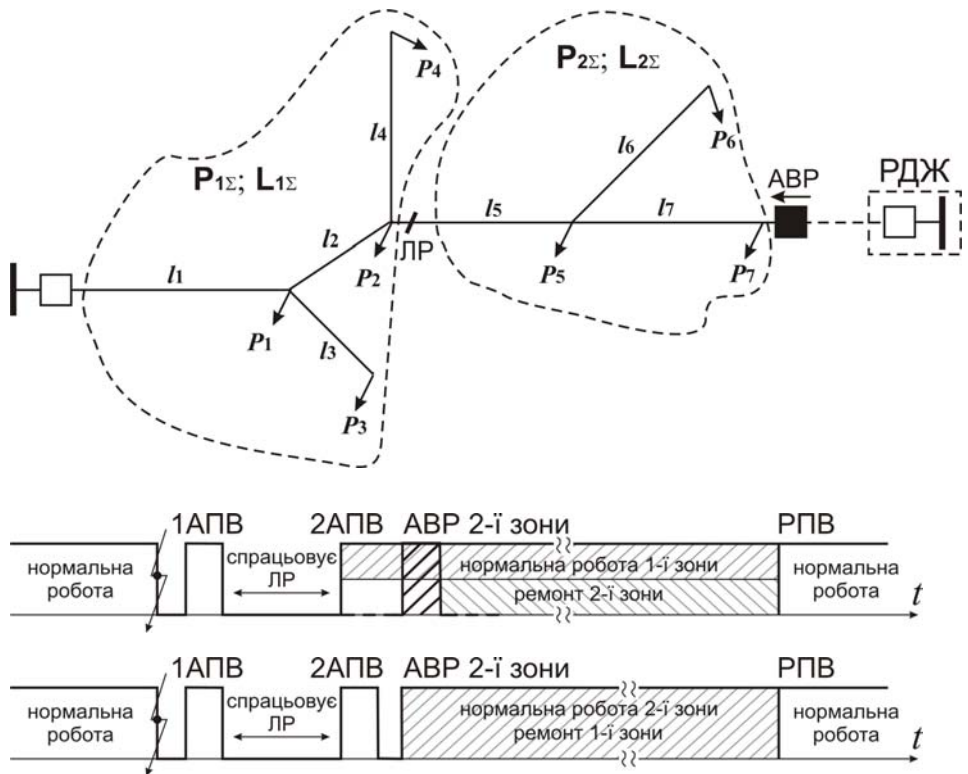 P4
P2Σ; L2Σ
P6
l4
l6
РДЖ
АВР
P1Σ; L1Σ
l5
l7
l2
ЛР
P2
P5
P7
l1
P1
l3
P3
1АПВ 2АПВ АВР 2-ї зони РПВ
нормальна робота 1-ї зони
ремонт 2-ї зони
нормальна
робота
спрацьовує
ЛР
нормальна
робота
t
1АПВ 2АПВ АВР 2-ї зони РПВ
нормальна
робота
спрацьовує
ЛР
нормальна робота 2-ї зони
ремонт 1-ї зони
нормальна
робота
t